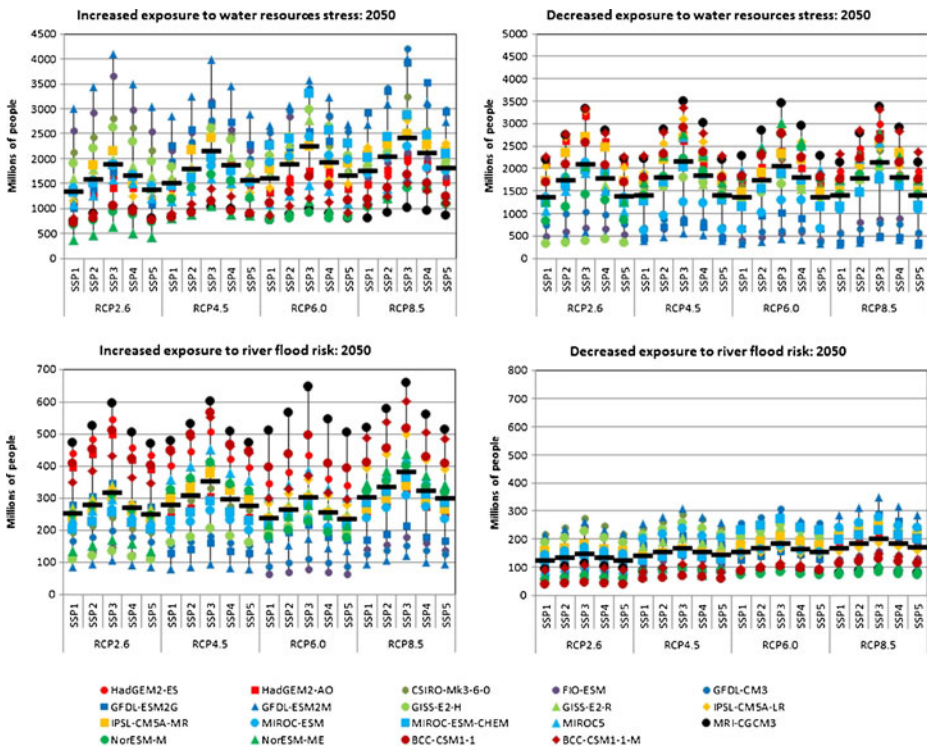 Increased exposure to water resources stress: 2050
Millions of people
4500
4000
3500
3000
2500
2000
1500
1000
500
0
SSP1 SSP2 SSP3 SSP4 SSP5 SSP1 SSP2 SSP3 SSP4 SSP5 SSP1 SSP2 SSP3 SSP4 SSP5 SSP1 SSP2 SSP3 SSP4 SSP5
RCP2.6 RCP4.5 RCP6.0 RCP8.5
Decreased exposure to water resources stress: 2050
Millions of people
5000
4500
4000
3500
3000
2500
2000
1500
1000
500
0
SSP1 SSP2 SSP3 SSP4 SSP5 SSP1 SSP2 SSP3 SSP4 SSP5 SSP1 SSP2 SSP3 SSP4 SSP5 SSP1 SSP2 SSP3 SSP4 SSP5
RCP2.6 RCP4.5 RCP6.0 RCP8.5
Increased exposure to river flood risk: 2050
Millions of people
700
600
500
400
300
200
100
0
SSP1 SSP2 SSP3 SSP4 SSP5 SSP1 SSP2 SSP3 SSP4 SSP5 SSP1 SSP2 SSP3 SSP4 SSP5 SSP1 SSP2 SSP3 SSP4 SSP5
RCP2.6 RCP4.5 RCP6.0 RCP8.5
Decreased exposure to river flood risk: 2050
Millions of people
800
700
600
500
400
300
200
100
0
SSP1 SSP2 SSP3 SSP4 SSP5 SSP1 SSP2 SSP3 SSP4 SSP5 SSP1 SSP2 SSP3 SSP4 SSP5 SSP1 SSP2 SSP3 SSP4 SSP5
RCP2.6 RCP4.5 RCP6.0 RCP8.5
HadGEM2-ES HadGEM2-AO CSIRO-Mk3-6-0 FIO-ESM GFDL-CM3
GFDL-ESM2G GFDL-ESM2M GISS-E2-H GISS-E2-R IPSL-CM5A-LR
IPSL-CM5A-MR MIROC-ESM MIROC-ESM-CHEM MIROC5 MRI-CGCM3
NorESM-M NorESM-ME BCC-CSM1-1 BCC-CSM1-1-M